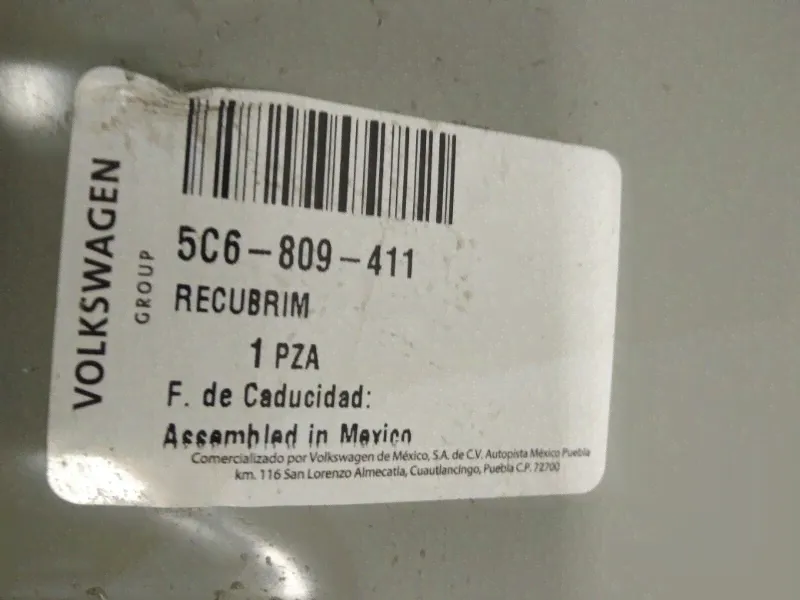 VOLKSWAGEN
GROUP
5C6-809-411
RECUBRIM
1 PZA
F. de Caducidad:
Assembled in Mexico
Comercializado por Volkswagen de México, S.A. de C.V. Autopista México Puebla
km. 116 San Lorenzo Almecatla, Cuautlancingo, Puebla C.P. 72700